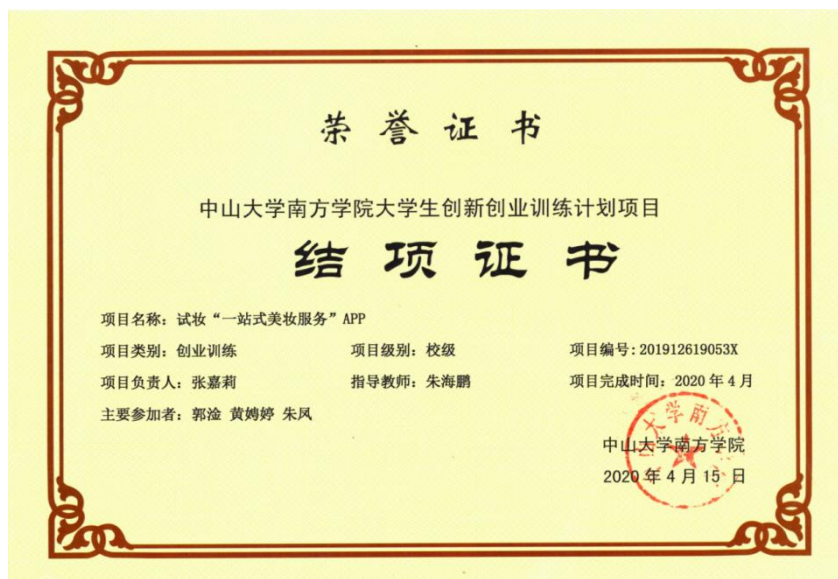 荣誉证书
中山大学南方学院大学生创新创业训练计划项目
结项证书
项目名称：试妆“一站式美妆服务”APP
项目类别：创业训练 项目级别：校级 项目编号：201912619053X
项目负责人：张嘉莉 指导教师：朱海鹏 项目完成时间：2020年4月
主要参加者：郭淦 黄娉婷 朱凤
中山大学南方学院
2020年4月15日